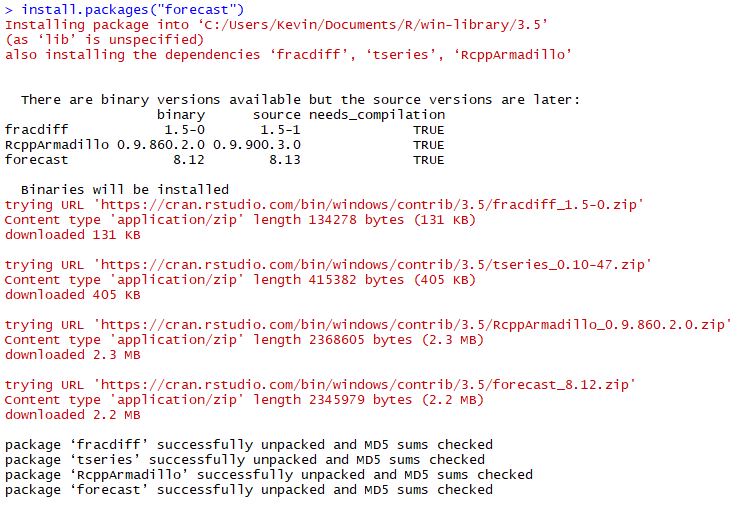 > install.packages("forecast")
Installing package into ‘C:/Users/Kevin/Documents/R/win-library/3.5’
(as ‘lib’ is unspecified)
also installing the dependencies ‘fracdiff’, ‘tseries’, ‘RcppArmadillo’
There are binary versions available but the source versions are later:
binary source needs_compilation
fracdiff 1.5-0 1.5-1 TRUE
RcppArmadillo 0.9.860.2.0 0.9.900.3.0 TRUE
forecast 8.12 8.13 TRUE
Binaries will be installed
trying URL 'https://cran.rstudio.com/bin/windows/contrib/3.5/fracdiff_1.5-0.zip'
Content type 'application/zip' length 134278 bytes (131 KB)
downloaded 131 KB
trying URL 'https://cran.rstudio.com/bin/windows/contrib/3.5/tseries_0.10-47.zip'
Content type 'application/zip' length 415382 bytes (405 KB)
downloaded 405 KB
trying URL 'https://cran.rstudio.com/bin/windows/contrib/3.5/RcppArmadillo_0.9.860.2.0.zip'
Content type 'application/zip' length 2368605 bytes (2.3 MB)
downloaded 2.3 MB
trying URL 'https://cran.rstudio.com/bin/windows/contrib/3.5/forecast_8.12.zip'
Content type 'application/zip' length 2345979 bytes (2.2 MB)
downloaded 2.2 MB
package ‘fracdiff’ successfully unpacked and MD5 sums checked
package ‘tseries’ successfully unpacked and MD5 sums checked
package ‘RcppArmadillo’ successfully unpacked and MD5 sums checked
package ‘forecast’ successfully unpacked and MD5 sums checked